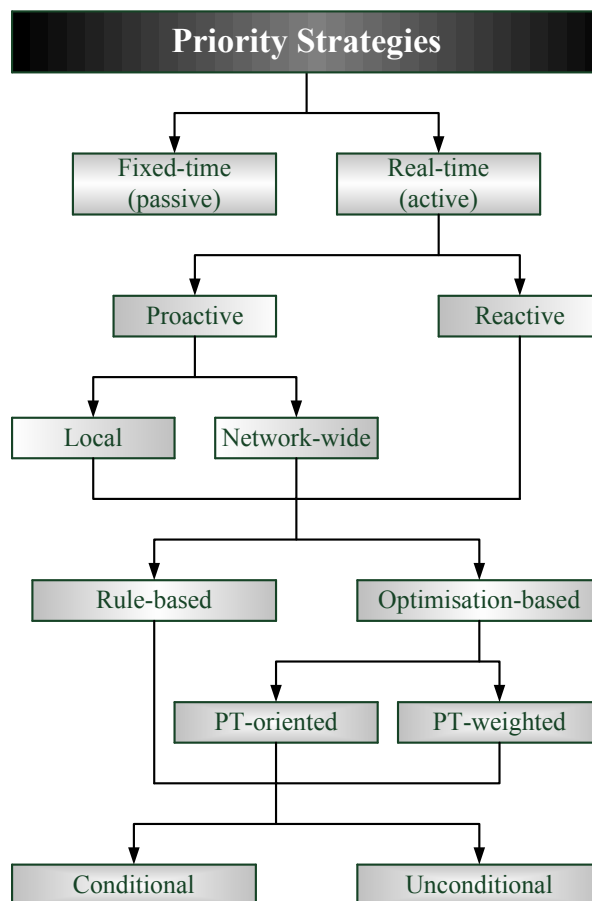 Priority Strategies
Fixed-time
(passive)
Real-time
(active)
Proactive
Reactive
Local
Network-wide
Rule-based
Optimisation-based
PT-oriented
PT-weighted
Conditional
Unconditional